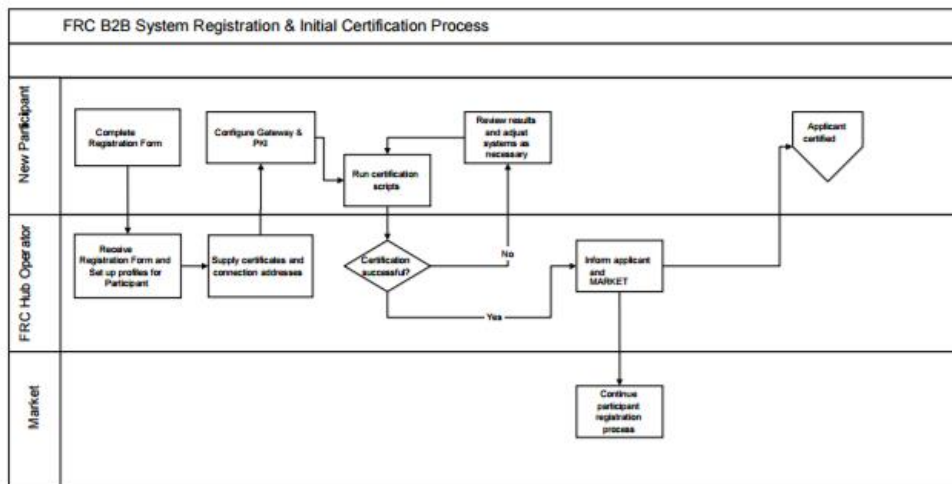 FRC B2B System Registration & Initial Certification Process
New Participant
Complete
Registration Form
Configure Gateway &
PKI
Run certification
scripts
Review results
and adjust
systems as
necessary
Applicant
certified
FRC Hub Operator
Receive
Registration Form and
Set up profiles for
Participant
Supply certificates and
connection addresses
Certification
successful?
No
Yes
Inform applicant
and
MARKET
Market
Continue
participant
registration
process